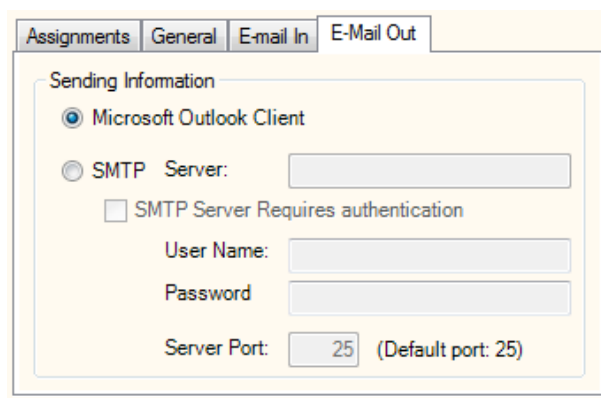 Assignments General E-mail In E-Mail Out
Sending Information
Microsoft Outlook Client
SMTP Server:
SMTP Server Requires authentication
User Name:
Password
Server Port: 25 (Default port: 25)